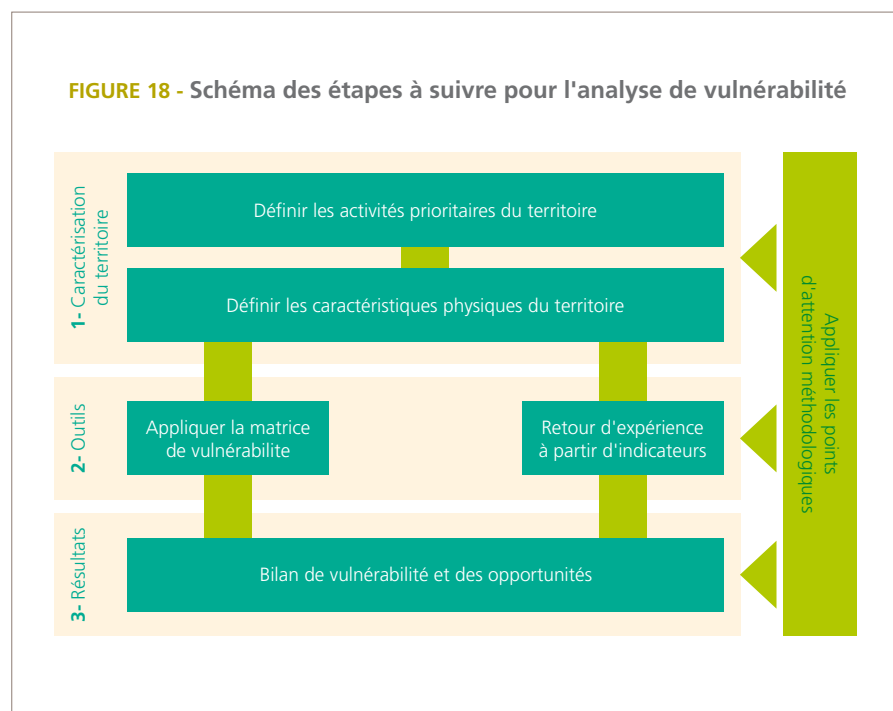 FIGURE 18 - Schéma des étapes à suivre pour l'analyse de vulnérabilité
1- Caractérisation
du territoire
Définir les activités prioritaires du territoire
Définir les caractéristiques physiques du territoire
2- Outils
Appliquer la matrice
de vulnérabilite
Retour d'expérience
à partir d'indicateurs
3- Résultats
Bilan de vulnérabilité et des opportunités
Appliquer les points
d'attention méthodologiques